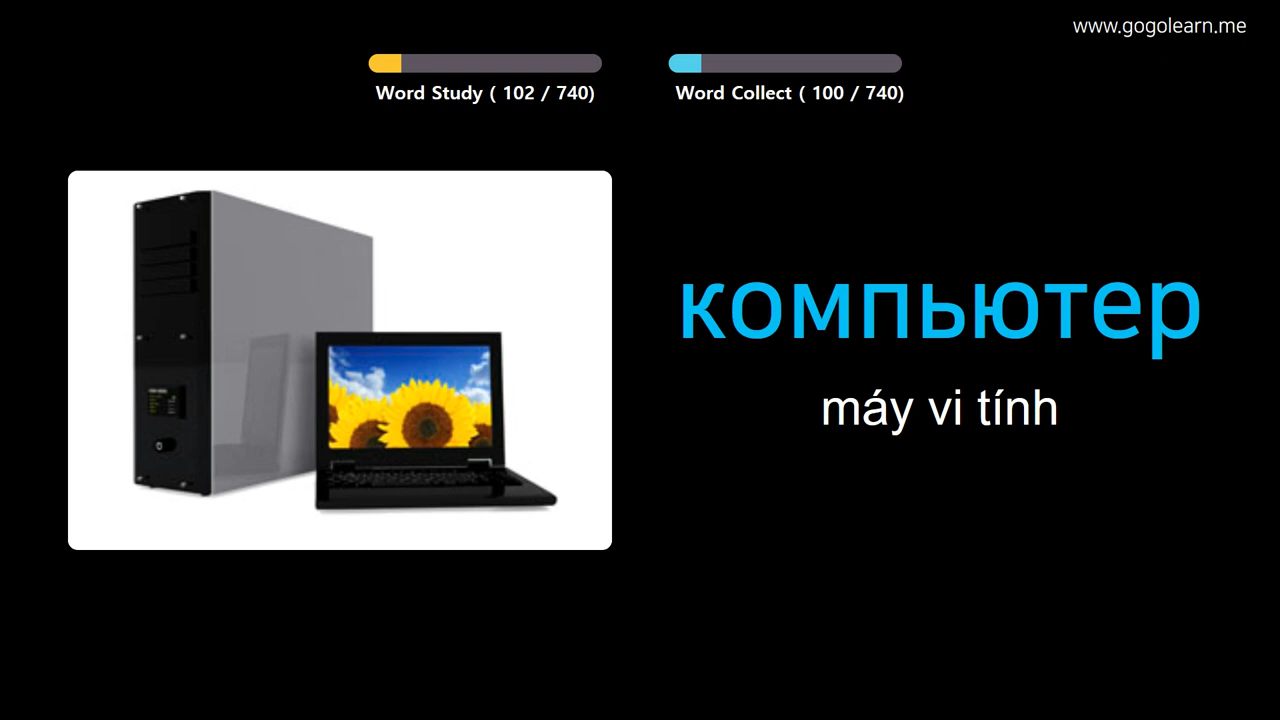 www.gogolearn.me
Word Study ( 102 / 740)
Word Collect ( 100 / 740)
компьютер
máy vi tính